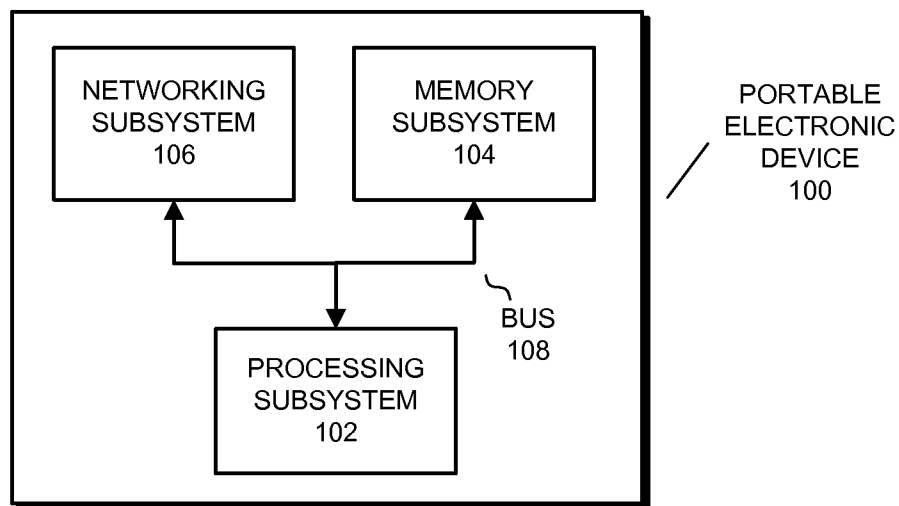 NETWORKING
SUBSYSTEM
106
MEMORY
SUBSYSTEM
104
PORTABLE
ELECTRONIC
DEVICE
100
BUS
108
PROCESSING
SUBSYSTEM
102